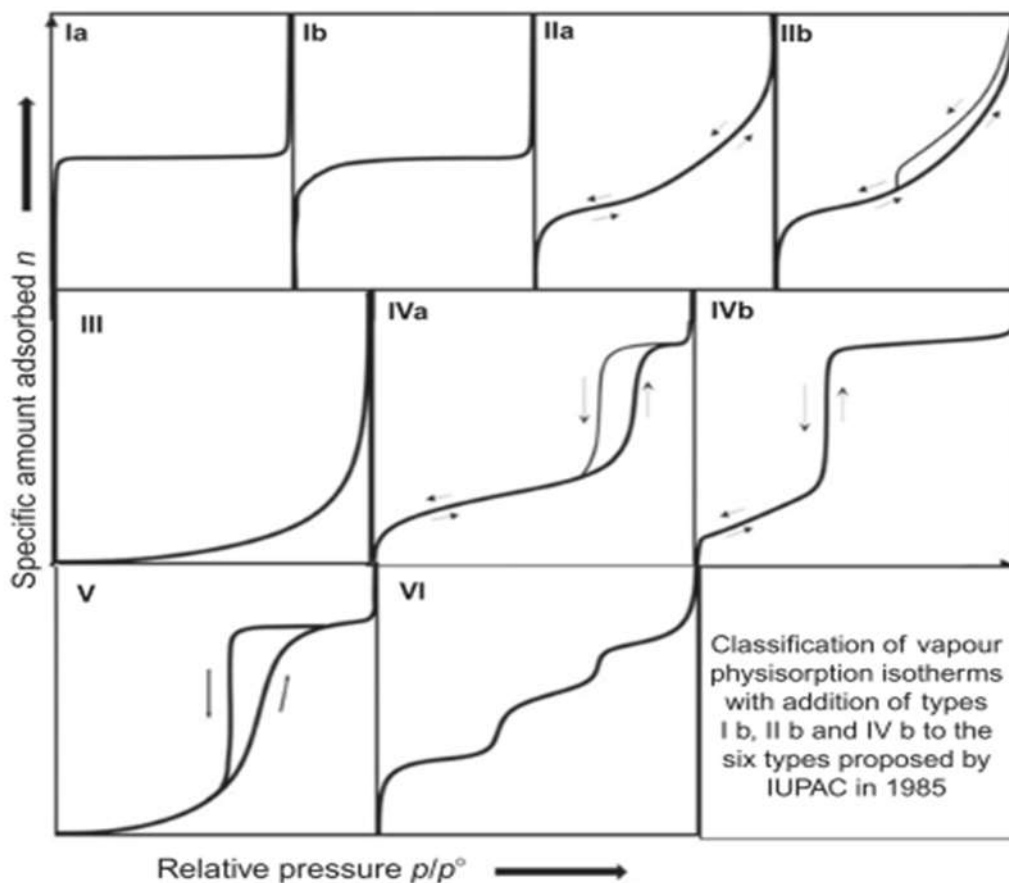 Ia
Ib
IIa
IIb
Specific amount adsorbed n
III
IVa
IVb
V
VI
Classification of vapour
physisorption isotherms
with addition of types
I b, II b and IV b to the
six types proposed by
IUPAC in 1985
Relative pressure p/p°